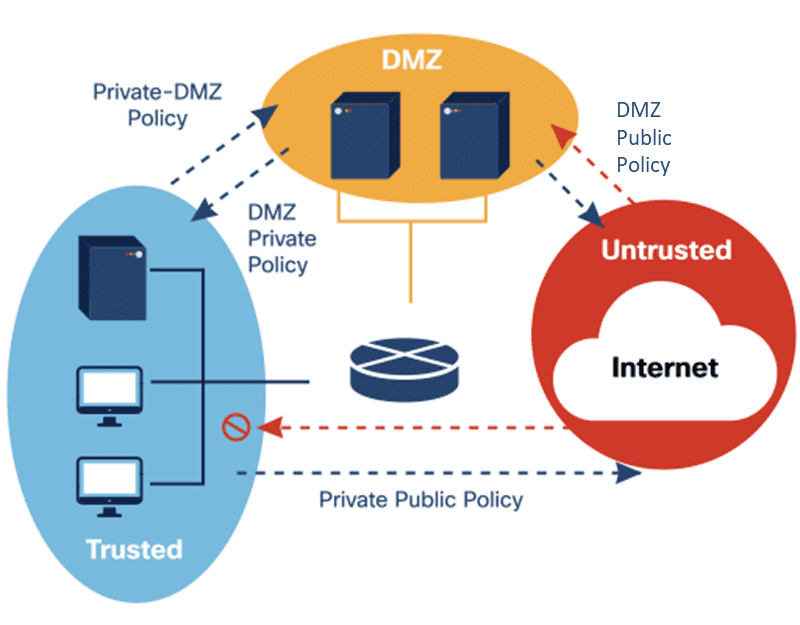 DMZ
Private-DMZ
Policy
DMZ
Public
Policy
DMZ
Private
Policy
Untrusted
Internet
Private Public Policy
Trusted